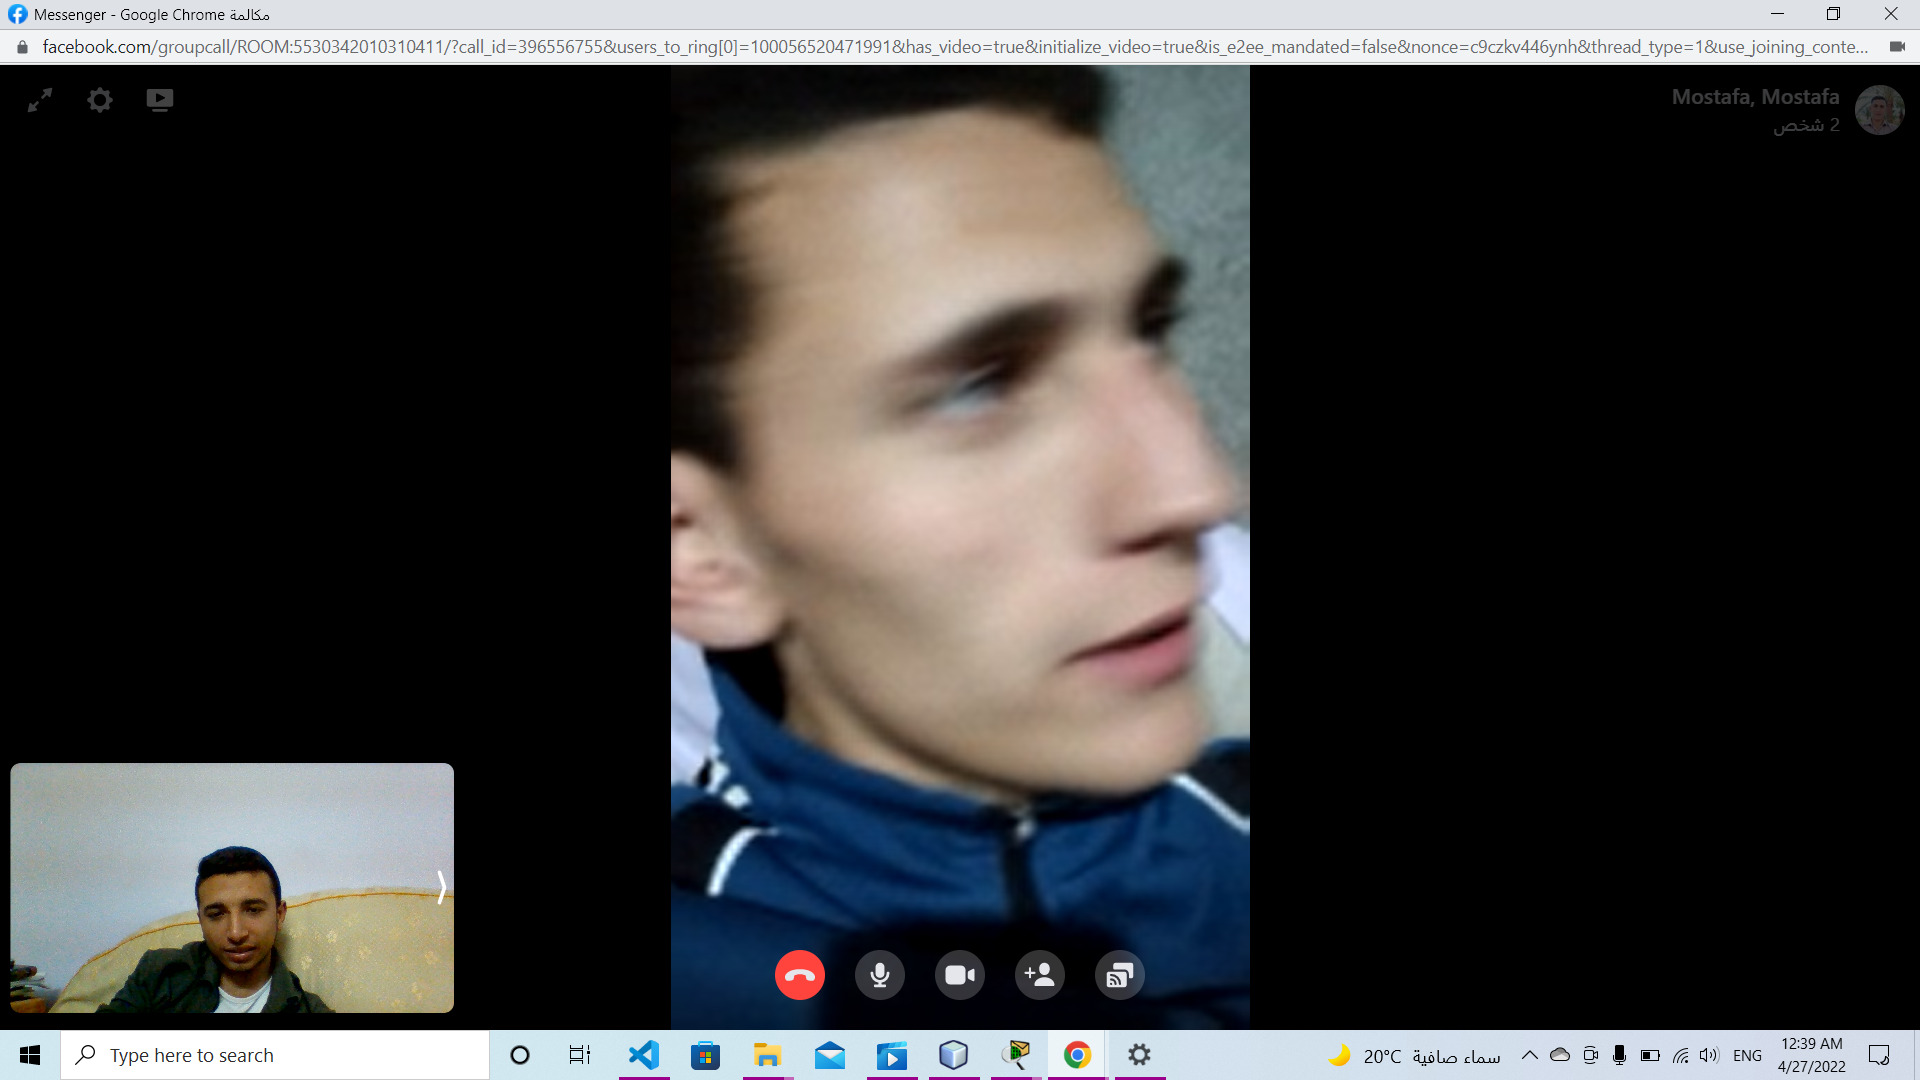 Messenger - Google Chrome مكالمة
facebook.com/groupcall/ROOM:5530342010310411/?call_id=396556755&users_to_ring[0]=100056520471991&has_video=true&initialize_video=true&is_e2ee_mandated=false&nonce=c9czkv446ynh&thread_type=1&use_joining_conte...
Mostafa, Mostafa
2 شخص
Type here to search
20°C سماء صافية
ENG
12:39 AM
4/27/2022